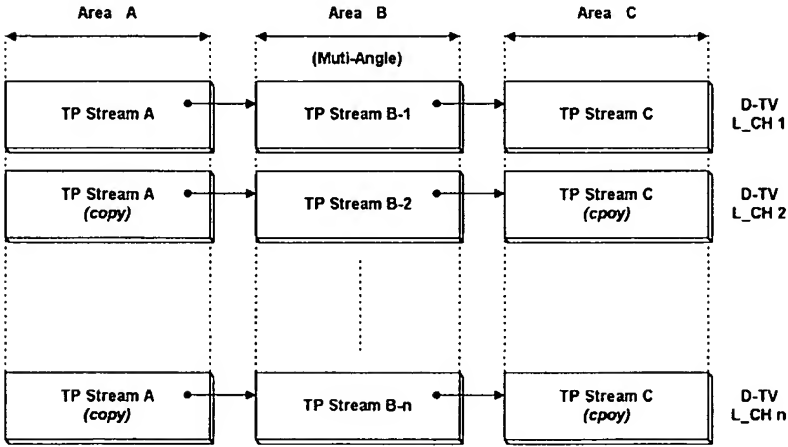 Area A
Area B
Area C
(Muti-Angle)
TP Stream A
TP Stream B-1
TP Stream C
D-TV
L_CH 1
TP Stream A
(copy)
TP Stream B-2
TP Stream C
(cpoy)
D-TV
L_CH 2
TP Stream A
(copy)
TP Stream B-n
TP Stream C
(cpoy)
D-TV
L_CH n